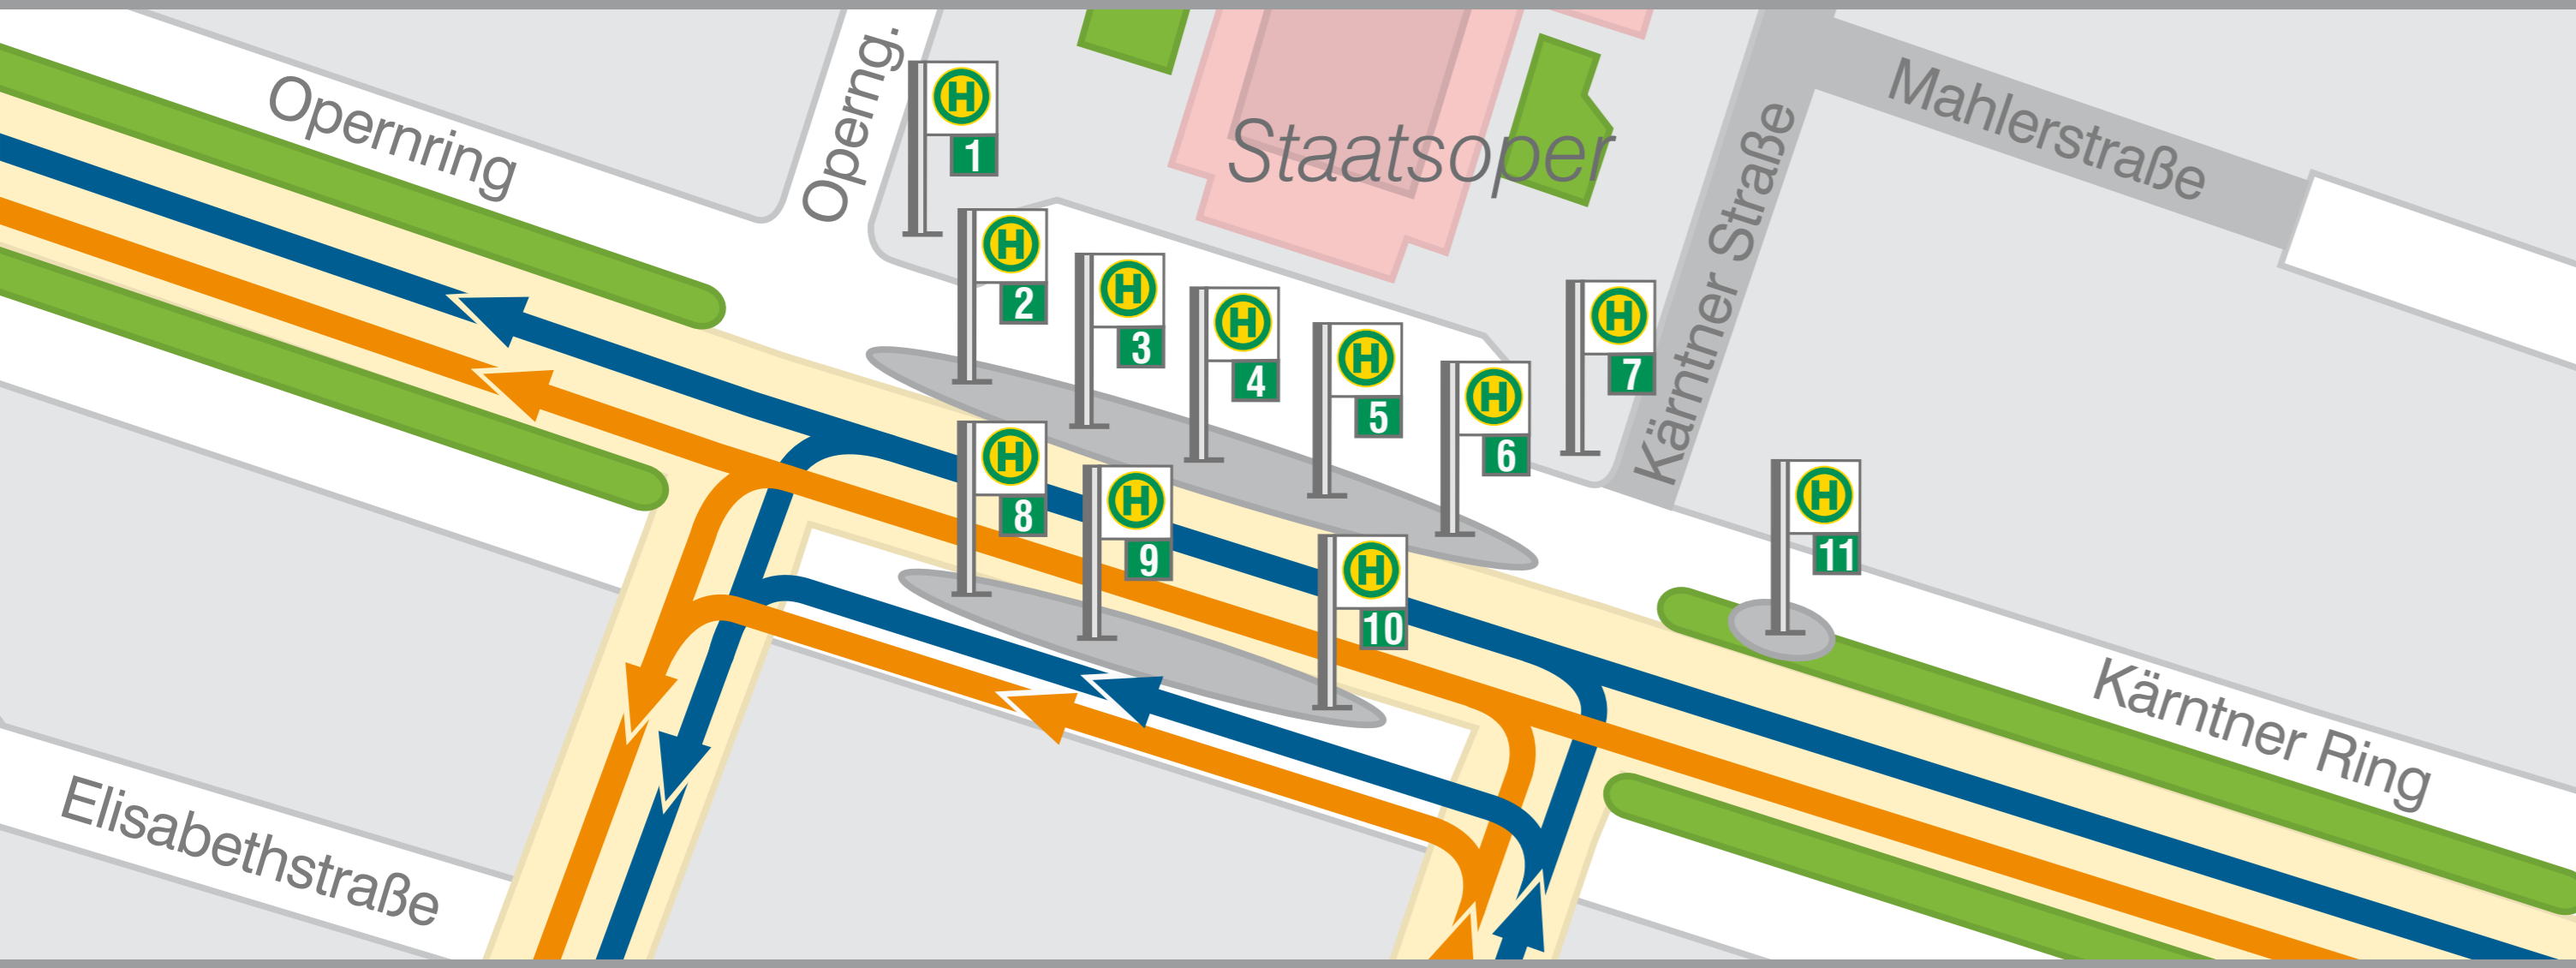 Opernring
Operng.
Staatsoper
Kärntner Straße
Mahlerstraße
H
1
H
2
H
3
H
4
H
5
H
6
H
7
H
8
H
9
H
10
H
11
Kärntner Ring
Elisabethstraße